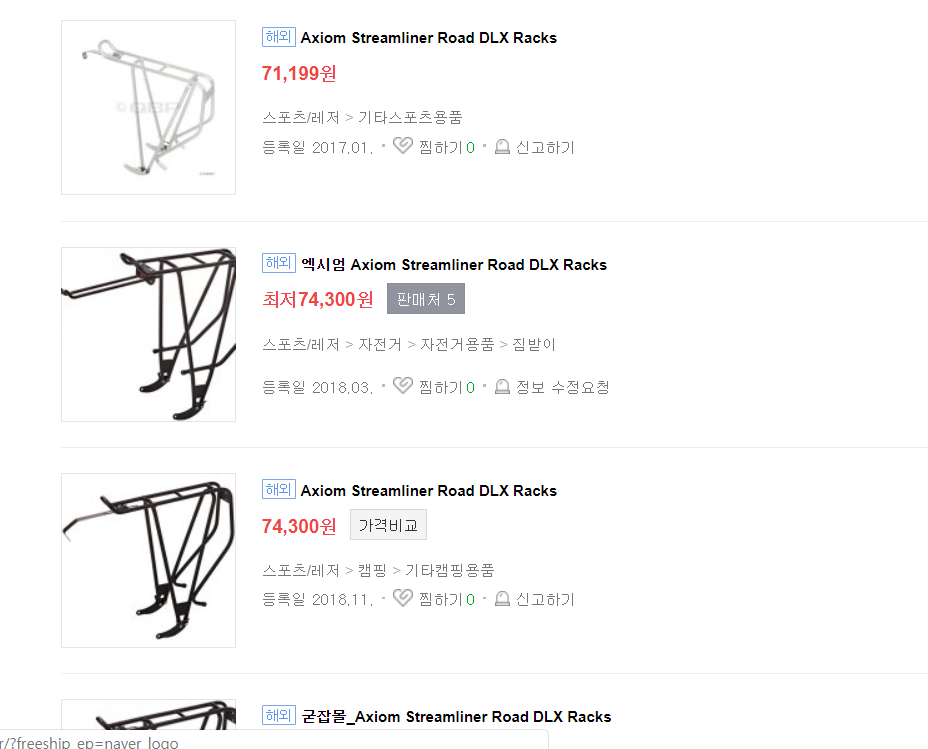 해외 Axiom Streamliner Road DLX Racks
71,199원
© QBP
스포츠/레저 > 기타스포츠용품
등록일 2017.01. · 찜하기 0 · 신고하기
해외 엑시엄 Axiom Streamliner Road DLX Racks
최저74,300원 판매처 5
스포츠/레저 > 자전거 > 자전거용품 > 짐받이
등록일 2018.03. · 찜하기 0 · 정보 수정요청
해외 Axiom Streamliner Road DLX Racks
74,300원 가격비교
스포츠/레저 > 캠핑 > 기타캠핑용품
등록일 2018.11. · 찜하기 0 · 신고하기
해외 굳잡몰_Axiom Streamliner Road DLX Racks
r/?freeship_ep=naver_logo